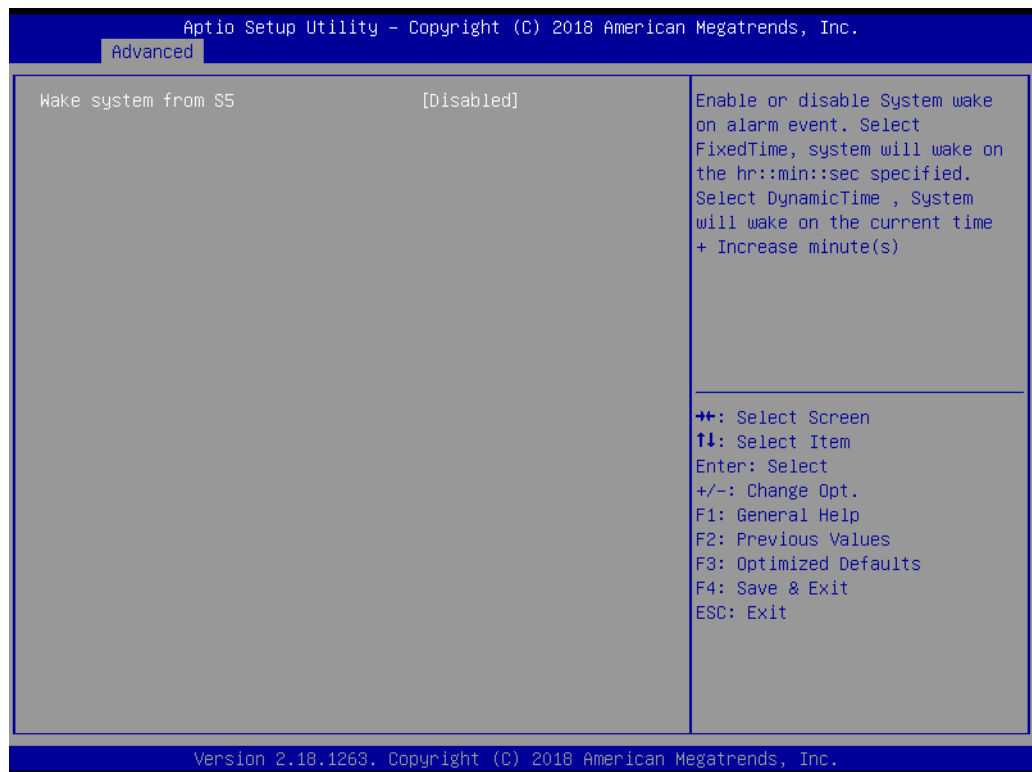 Aptio Setup Utility – Copyright (C) 2018 American Megatrends, Inc.
Advanced
Wake system from S5 [Disabled]
Enable or disable System wake
on alarm event. Select
FixedTime, system will wake on
the hr::min::sec specified.
Select DynamicTime , System
will wake on the current time
+ Increase minute(s)
→←: Select Screen
↑↓: Select Item
Enter: Select
+/-: Change Opt.
F1: General Help
F2: Previous Values
F3: Optimized Defaults
F4: Save & Exit
ESC: Exit
Version 2.18.1263. Copyright (C) 2018 American Megatrends, Inc.